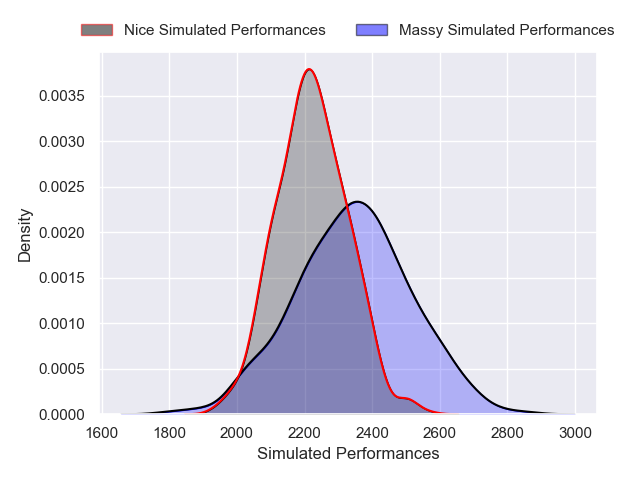 Nice Simulated Performances Massy Simulated Performances
0.0035
0.0030
0.0025
0.0020
0.0015
0.0010
0.0005
0.0000
Density
1600 1800 2000 2200 2400 2600 2800 3000
Simulated Performances